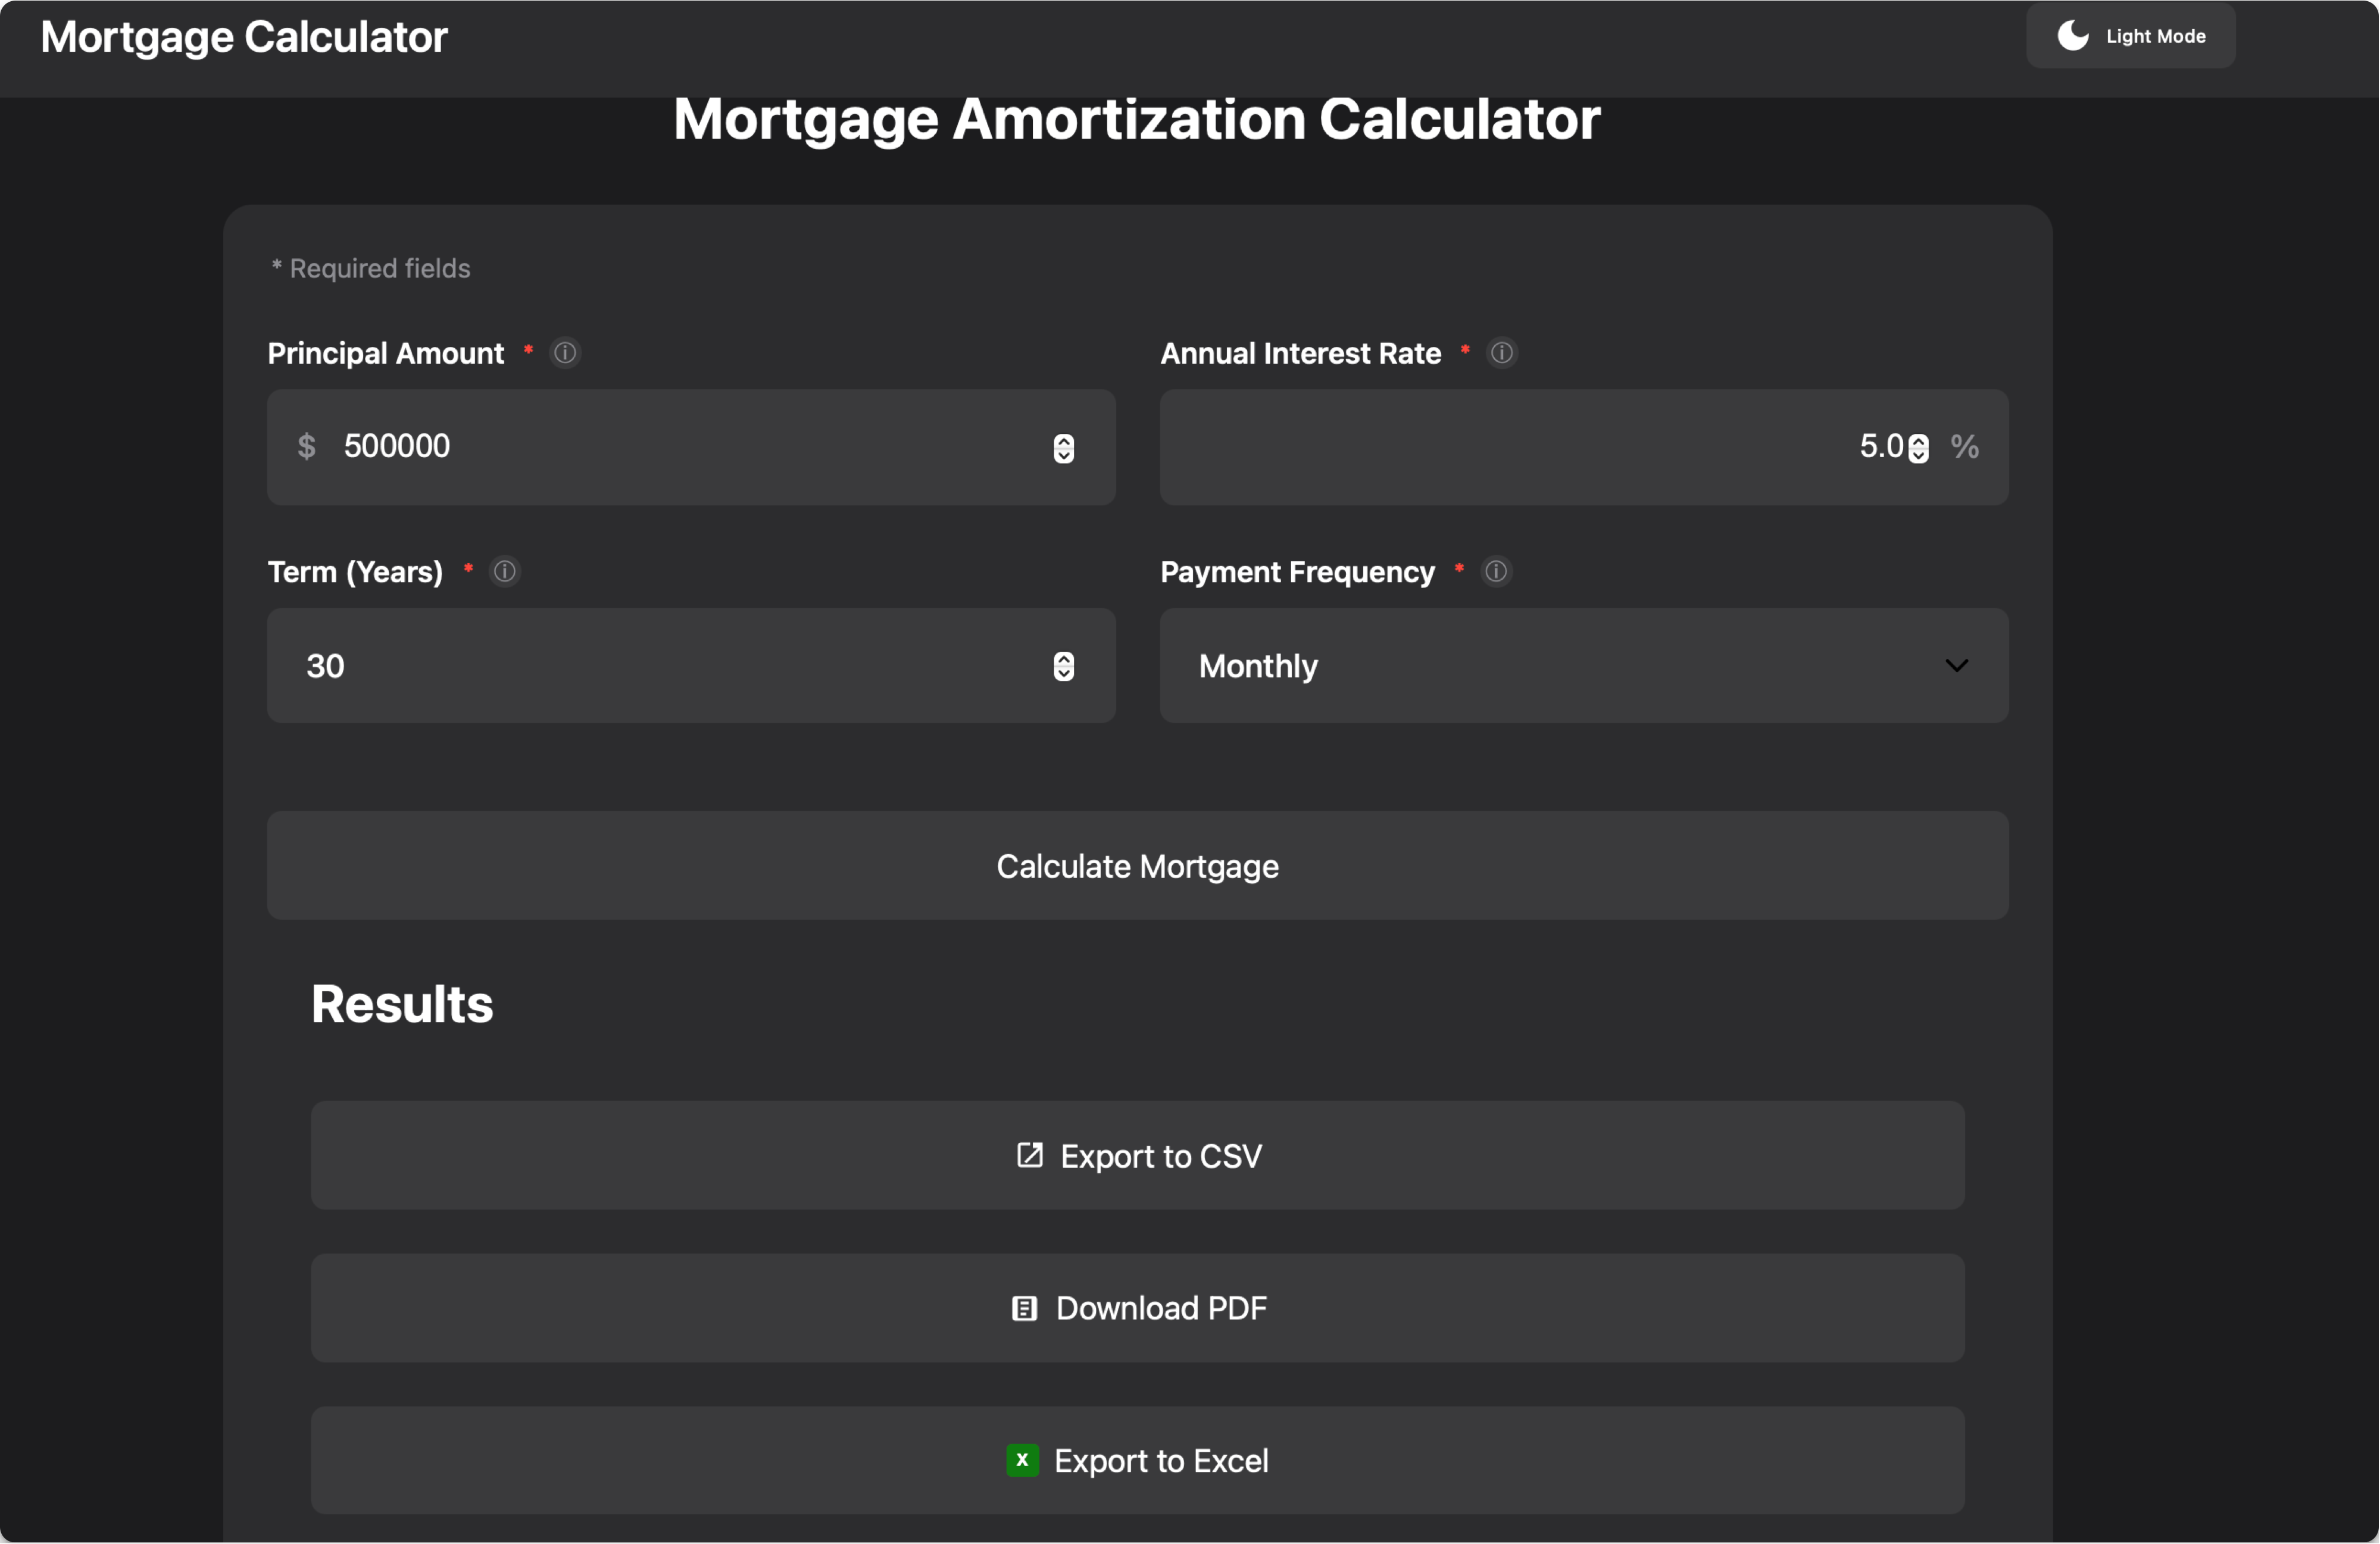 Mortgage Calculator
Light Mode
Mortgage Amortization Calculator
* Required fields
Principal Amount *
Annual Interest Rate *
$ 500000
5.0 %
Term (Years) *
Payment Frequency *
30
Monthly
Calculate Mortgage
Results
Export to CSV
Download PDF
X Export to Excel